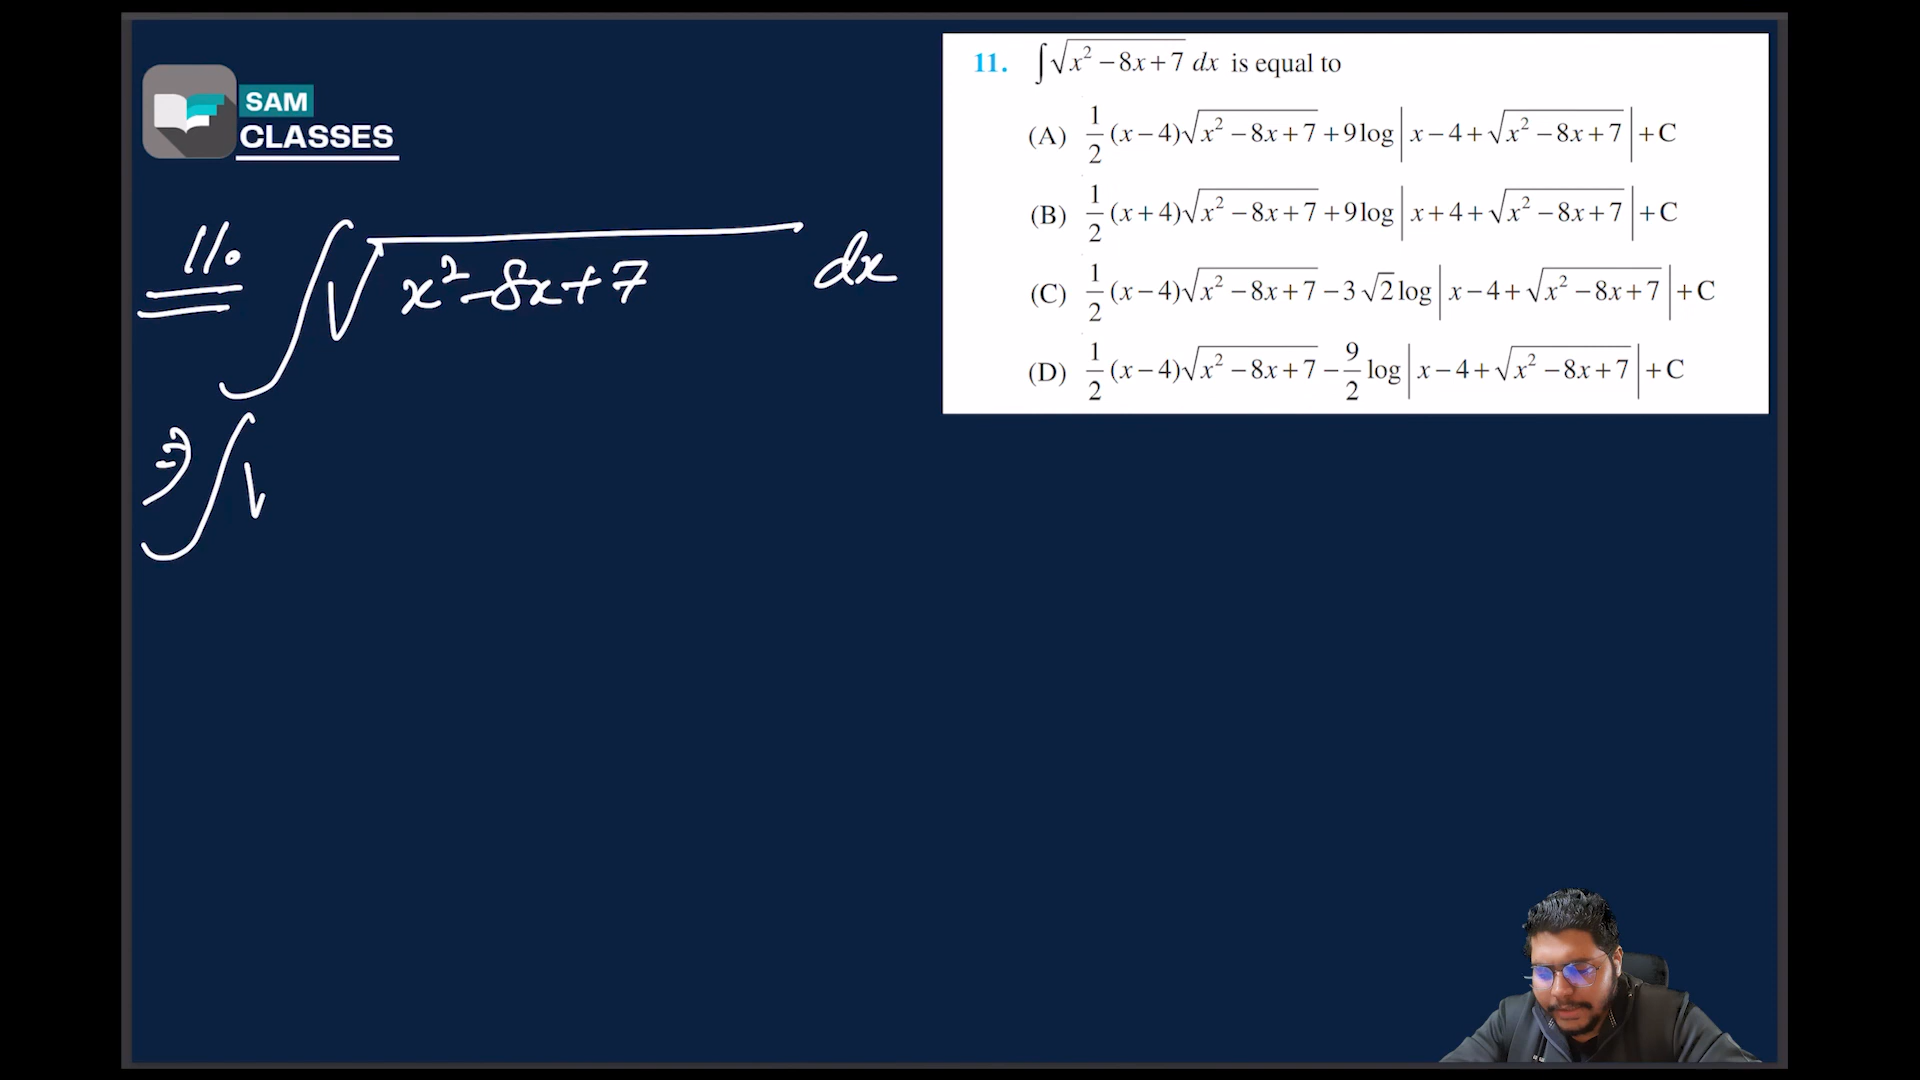 SAM
CLASSES
11. ∫√x² – 8x + 7 dx is equal to
(A) 1/2 (x – 4)√x² – 8x + 7 + 9 log | x – 4 + √x² – 8x + 7 | + C
(B) 1/2 (x + 4)√x² – 8x + 7 + 9 log | x + 4 + √x² – 8x + 7 | + C
(C) 1/2 (x – 4)√x² – 8x + 7 – 3√2 log | x – 4 + √x² – 8x + 7 | + C
(D) 1/2 (x – 4)√x² – 8x + 7 – 9/2 log | x – 4 + √x² – 8x + 7 | + C
11. ∫√x² – 8x + 7 dx
⇒ ∫√